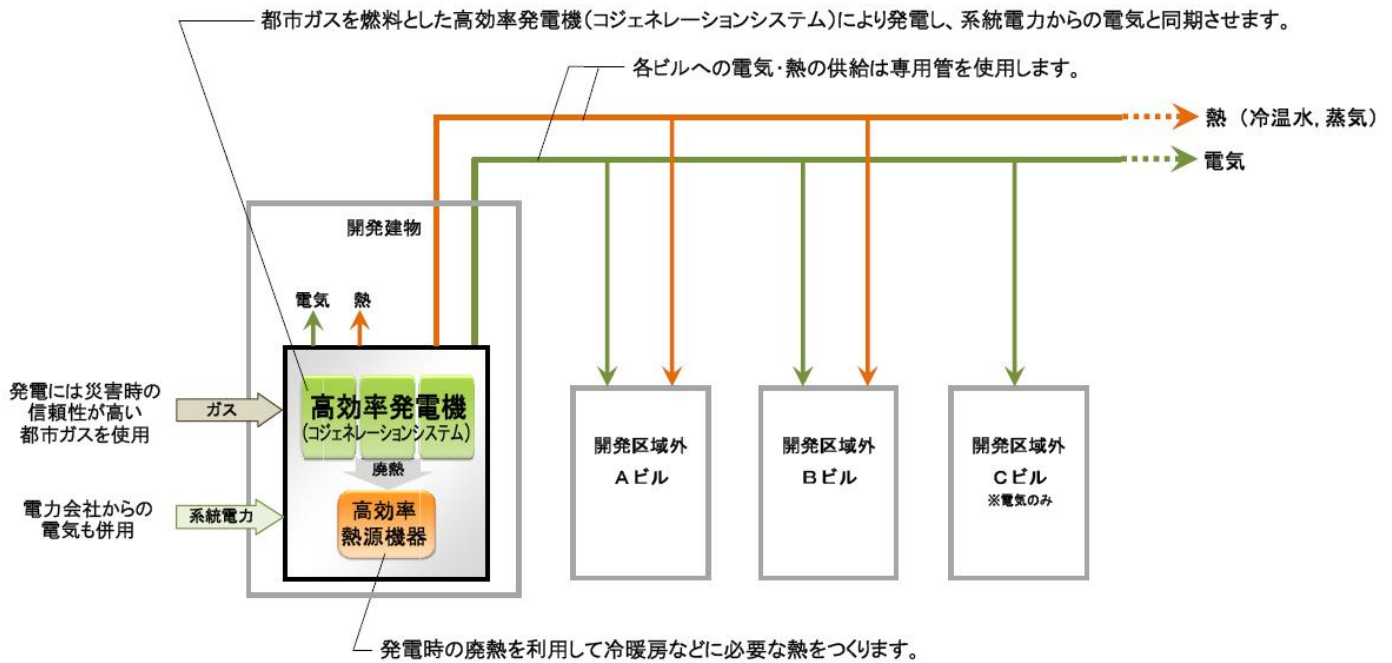 都市ガスを燃料とした高効率発電機(コジェネレーションシステム)により発電し、系統電力からの電気と同期させます。
各ビルへの電気・熱の供給は専用管を使用します。
熱 (冷温水, 蒸気)
電気
開発建物
電気 熱
発電には災害時の
信頼性が高い
都市ガスを使用
ガス
高効率発電機
(コジェネレーションシステム)
廃熱
電力会社からの
電気も併用
系統電力
高効率
熱源機器
開発区域外
Aビル
開発区域外
Bビル
開発区域外
Cビル
※電気のみ
発電時の廃熱を利用して冷暖房などに必要な熱をつくります。